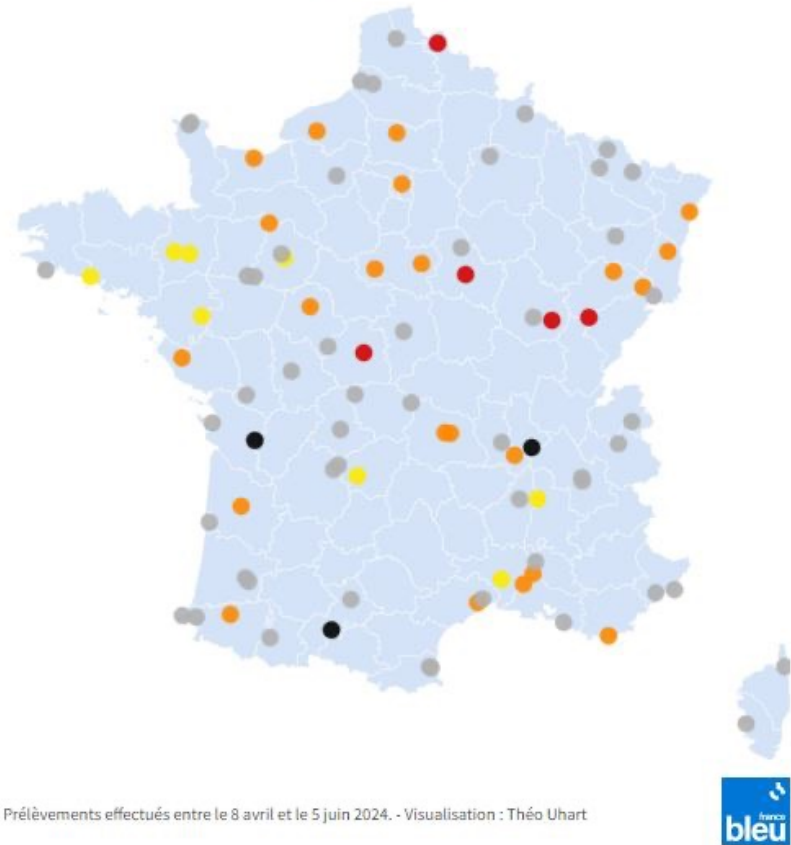 Prélèvements effectués entre le 8 avril et le 5 juin 2024. - Visualisation : Théo Uhart
france
bleu